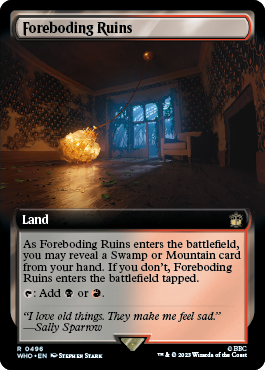 Foreboding Ruins
Land
As Foreboding Ruins enters the battlefield,
you may reveal a Swamp or Mountain card
from your hand. If you don't, Foreboding
Ruins enters the battlefield tapped.
: Add or .
"I love old things. They make me feel sad."
—Sally Sparrow
R 0496
WHO • EN STEPHEN STARK
© BBC
™ & © 2023 Wizards of the Coast